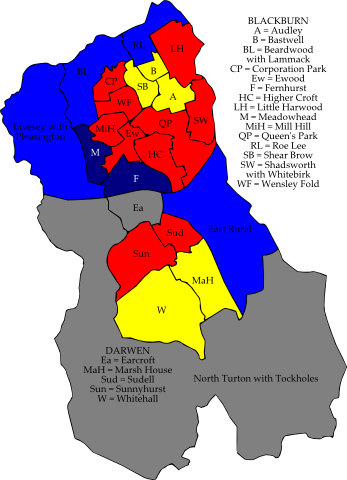 BLACKBURN
A = Audley
B = Bastwell
BL = Beardwood
with Lammack
CP = Corporation Park
Ew = Ewood
F = Fernhurst
HC = Higher Croft
LH = Little Harwood
M = Meadowhead
MiH = Mill Hill
QP = Queen's Park
RL = Roe Lee
SB = Shear Brow
SW = Shadsworth
with Whitebirk
WF = Wensley Fold
RL
LH
BL
B
CP
SB
A
WF
Livesey with
Pleasington
MiH
Ew
QP
SW
M
HC
F
Ea
Sud
East Rural
Sun
MaH
W
DARWEN
Ea = Earcroft
MaH = Marsh House
Sud = Sudell
Sun = Sunnyhurst
W = Whitehall
North Turton with Tockholes